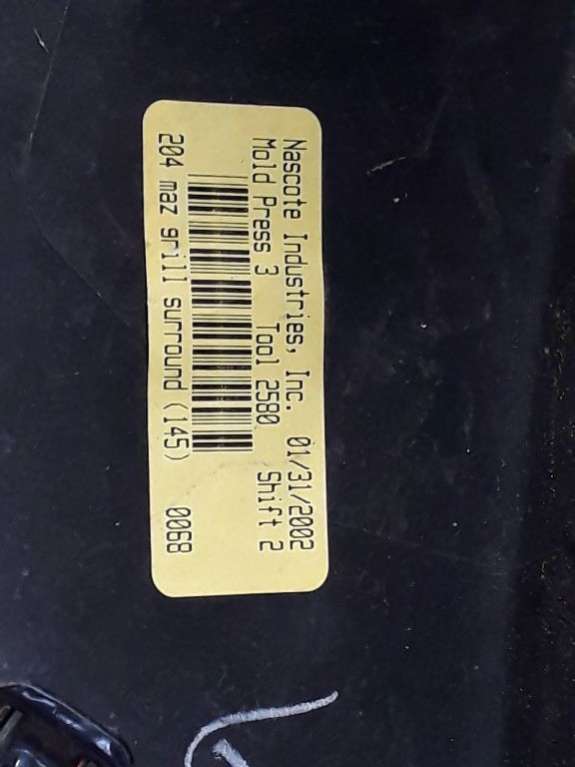 Nascote Industries, Inc. 01/31/2002
Mold Press 3 Tool 2580 Shift 2
204 maz grill surround (145) 0068